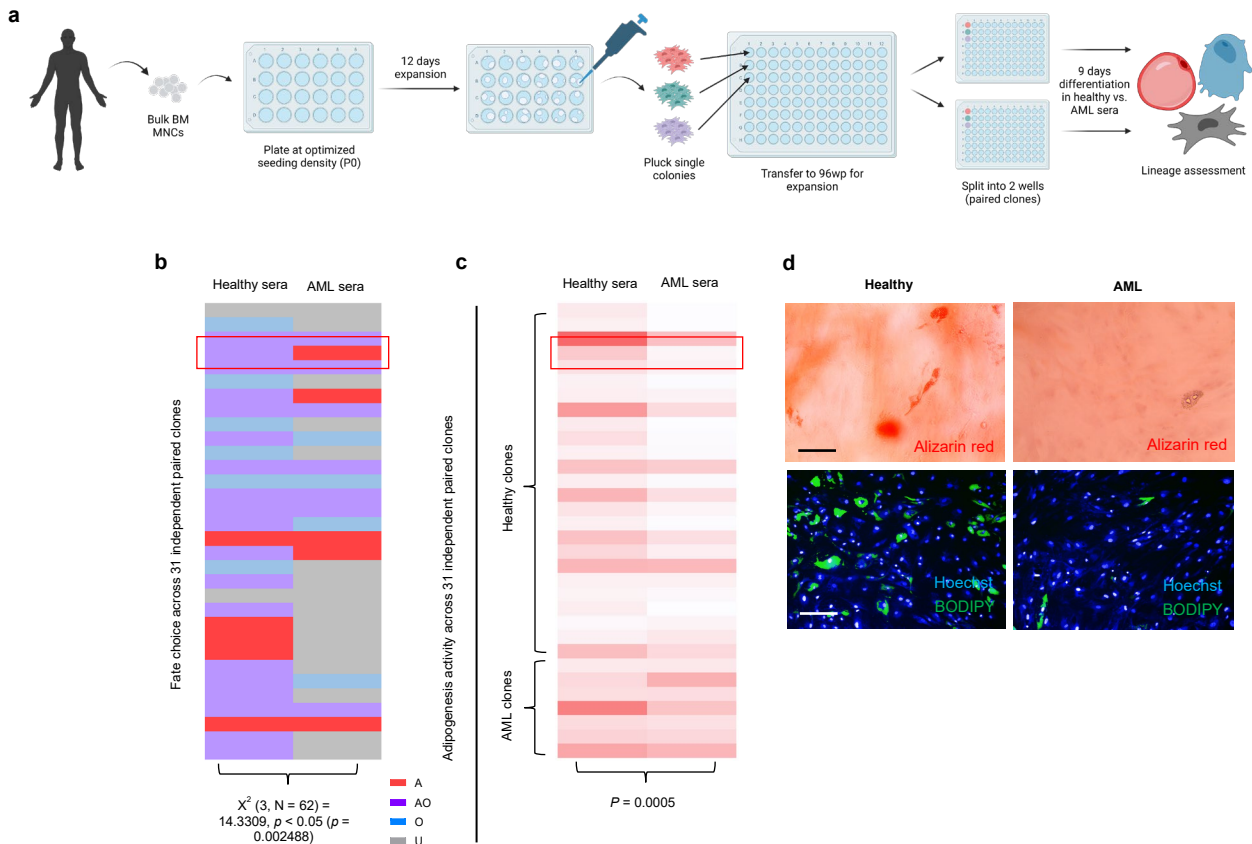 a
Bulk BM
MNCs
Plate at optimized
seeding density (P0)
12 days
expansion
Pluck single
colonies
Transfer to 96wp for
expansion
Split into 2 wells
(paired clones)
9 days
differentiation
in healthy vs.
AML sera
Lineage assessment
b
Healthy sera AML sera
Fate choice across 31 independent paired clones
X² (3, N = 62) =
14.3309, p < 0.05 (p =
0.002488)
A
AO
O
U
c
Healthy sera AML sera
Adipogenesis activity across 31 independent paired clones
Healthy clones
AML clones
P = 0.0005
d
Healthy AML
Alizarin red
Alizarin red
Hoechst
BODIPY
Hoechst
BODIPY